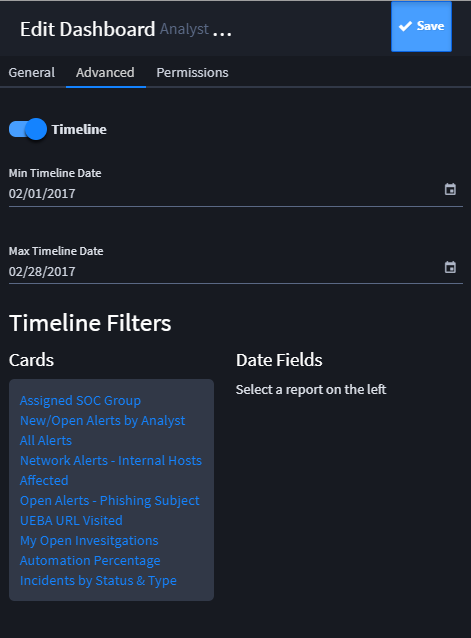 Edit Dashboard Analyst ...
Save
General Advanced Permissions
Timeline
Min Timeline Date
02/01/2017
Max Timeline Date
02/28/2017
Timeline Filters
Cards
Assigned SOC Group
New/Open Alerts by Analyst
All Alerts
Network Alerts - Internal Hosts
Affected
Open Alerts - Phishing Subject
UEBA URL Visited
My Open Invesitgations
Automation Percentage
Incidents by Status & Type
Date Fields
Select a report on the left